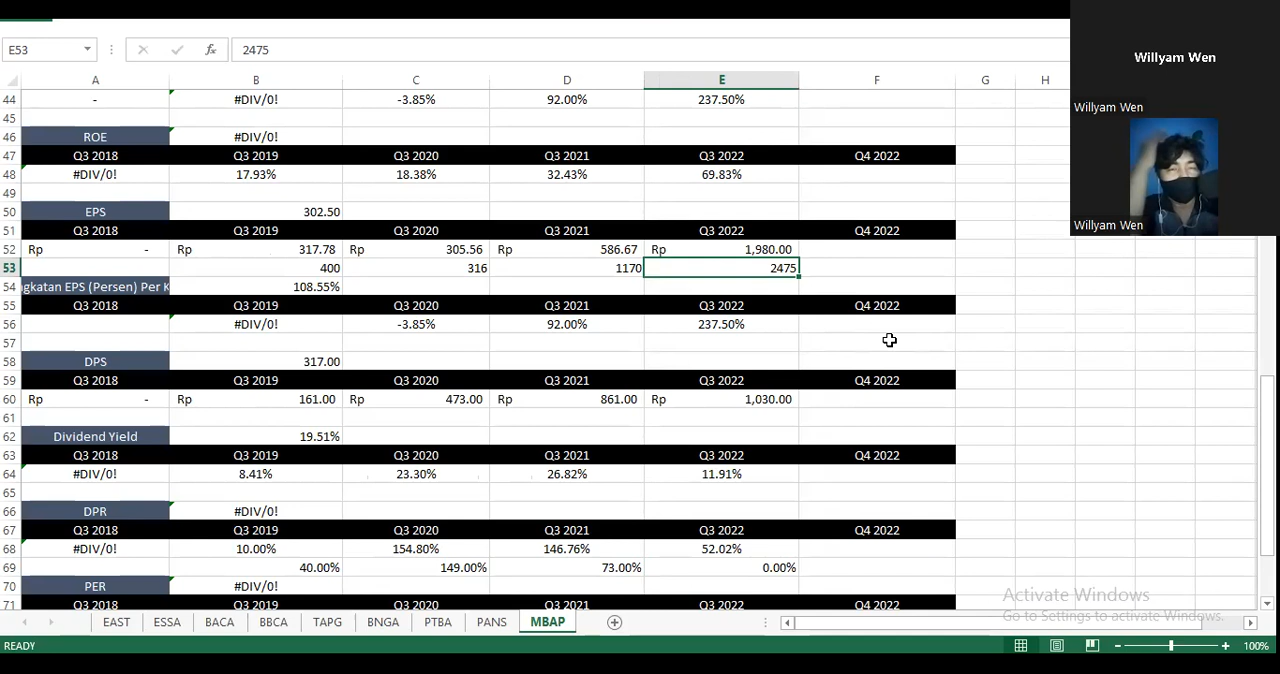 E53 fx 2475
Willyam Wen
Willyam Wen
Willyam Wen
A B C D E F G H
44 - #DIV/0! -3.85% 92.00% 237.50%
45
46 ROE #DIV/0!
47 Q3 2018 Q3 2019 Q3 2020 Q3 2021 Q3 2022 Q4 2022
48 #DIV/0! 17.93% 18.38% 32.43% 69.83%
49
50 EPS 302.50
51 Q3 2018 Q3 2019 Q3 2020 Q3 2021 Q3 2022 Q4 2022
52 Rp - Rp 317.78 Rp 305.56 Rp 586.67 Rp 1,980.00
53 400 316 1170 2475
54 gkatan EPS (Persen) Per K 108.55%
55 Q3 2018 Q3 2019 Q3 2020 Q3 2021 Q3 2022 Q4 2022
56 #DIV/0! -3.85% 92.00% 237.50%
57
58 DPS 317.00
59 Q3 2018 Q3 2019 Q3 2020 Q3 2021 Q3 2022 Q4 2022
60 Rp - Rp 161.00 Rp 473.00 Rp 861.00 Rp 1,030.00
61
62 Dividend Yield 19.51%
63 Q3 2018 Q3 2019 Q3 2020 Q3 2021 Q3 2022 Q4 2022
64 #DIV/0! 8.41% 23.30% 26.82% 11.91%
65
66 DPR #DIV/0!
67 Q3 2018 Q3 2019 Q3 2020 Q3 2021 Q3 2022 Q4 2022
68 #DIV/0! 10.00% 154.80% 146.76% 52.02%
69 40.00% 149.00% 73.00% 0.00%
70 PER #DIV/0!
71 Q3 2018 Q3 2019 Q3 2020 Q3 2021 Q3 2022 Q4 2022
Activate Windows
Go to Settings to activate Windows.
EAST ESSA BACA BBCA TAPG BNGA PTBA PANS MBAP
READY 100%